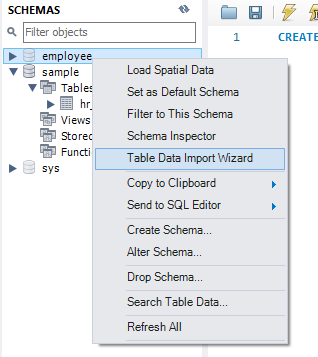 SCHEMAS
Filter objects
1 CREATE
employee
sample
Tables
hr_
Views
Stored
Functi
sys
Load Spatial Data
Set as Default Schema
Filter to This Schema
Schema Inspector
Table Data Import Wizard
Copy to Clipboard
Send to SQL Editor
Create Schema...
Alter Schema...
Drop Schema...
Search Table Data...
Refresh All